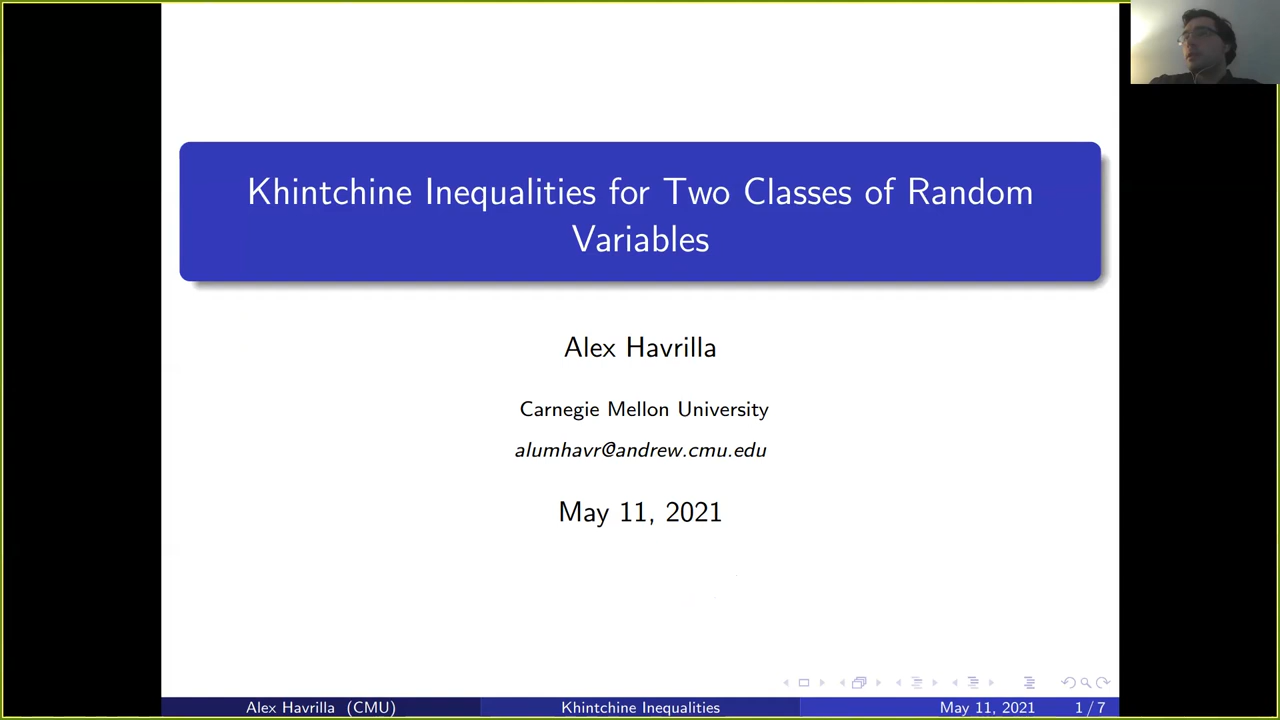 Khintchine Inequalities for Two Classes of Random
Variables
Alex Havrilla
Carnegie Mellon University
alumhavr@andrew.cmu.edu
May 11, 2021
Alex Havrilla (CMU)
Khintchine Inequalities
May 11, 2021
1 / 7